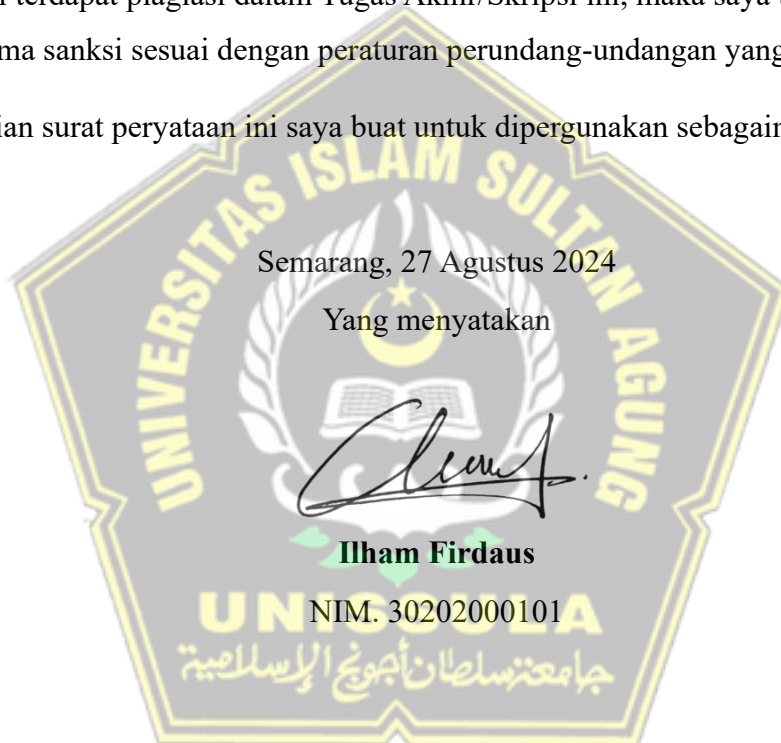 terdapat plagiasi dalam Tugas Akhir/Skripsi ini, maka saya
ma sanksi sesuai dengan peraturan perundang-undangan yang
ian surat peryataan ini saya buat untuk dipergunakan sebagain
UNIVERSITAS ISLAM SULTAN AGUNG
Semarang, 27 Agustus 2024
Yang menyatakan
Ilham Firdaus
NIM. 30202000101
UNISSULA
جامعة سلطان أجونج الإسلامية